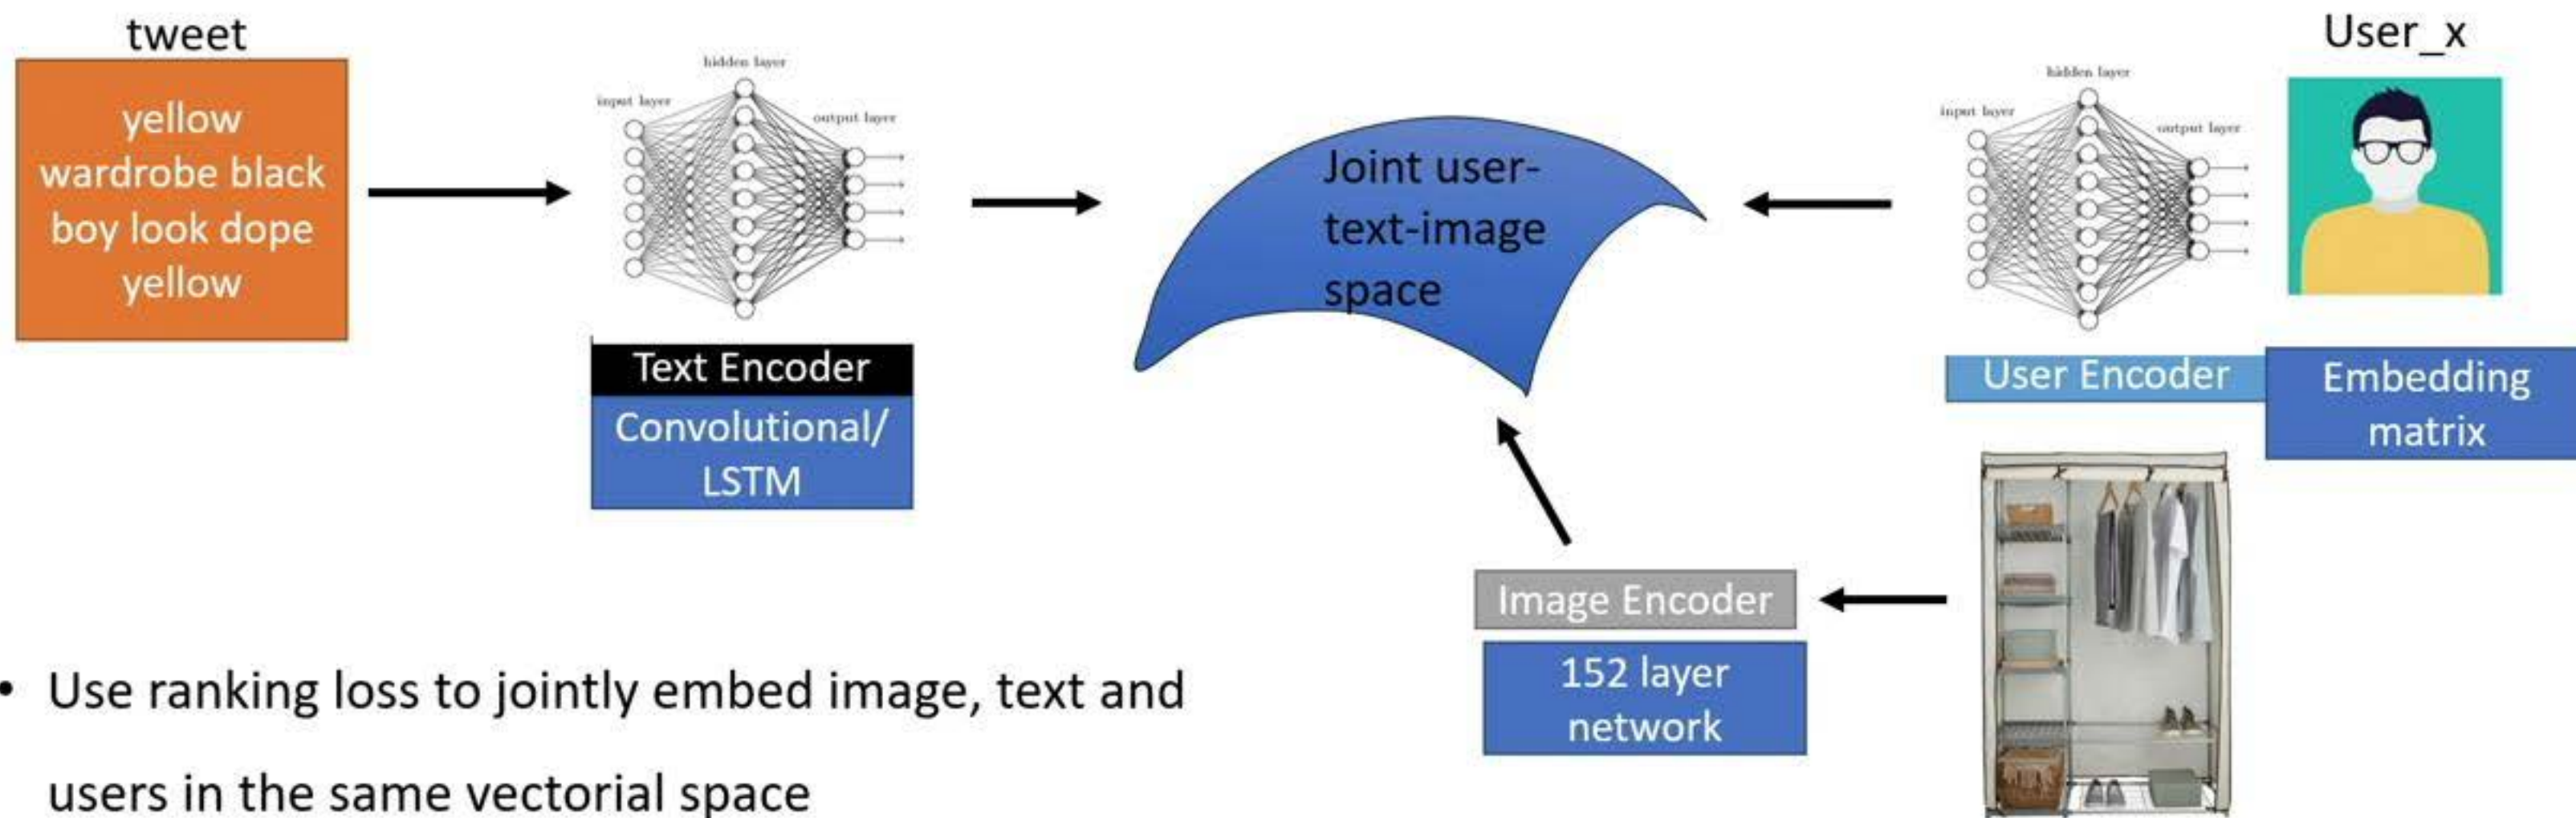 tweet
yellow
wardrobe black
boy look dope
yellow
hidden layer
input layer
output layer
Text Encoder
Convolutional/
LSTM
Joint user-
text-image
space
User_x
hidden layer
input layer
output layer
User Encoder
Embedding
matrix
Image Encoder
152 layer
network
• Use ranking loss to jointly embed image, text and
users in the same vectorial space